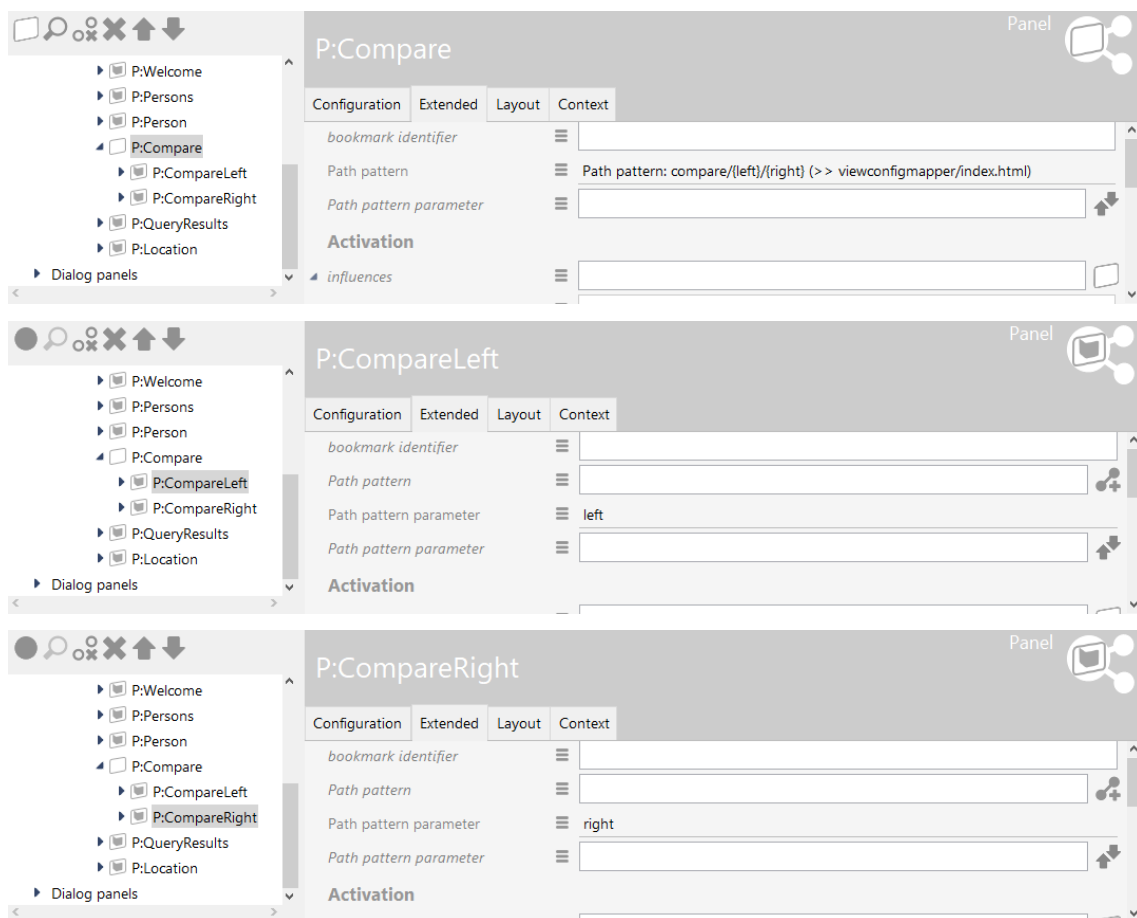 Panel
P:Compare
P:Welcome
P:Persons
P:Person
P:Compare
P:CompareLeft
P:CompareRight
P:QueryResults
P:Location
Dialog panels
Configuration Extended Layout Context
bookmark identifier
Path pattern Path pattern: compare/{left}/{right} (>> viewconfigmapper/index.html)
Path pattern parameter
Activation
influences
Panel
P:CompareLeft
P:Welcome
P:Persons
P:Person
P:Compare
P:CompareLeft
P:CompareRight
P:QueryResults
P:Location
Dialog panels
Configuration Extended Layout Context
bookmark identifier
Path pattern
Path pattern parameter left
Path pattern parameter
Activation
Panel
P:CompareRight
P:Welcome
P:Persons
P:Person
P:Compare
P:CompareLeft
P:CompareRight
P:QueryResults
P:Location
Dialog panels
Configuration Extended Layout Context
bookmark identifier
Path pattern
Path pattern parameter right
Path pattern parameter
Activation